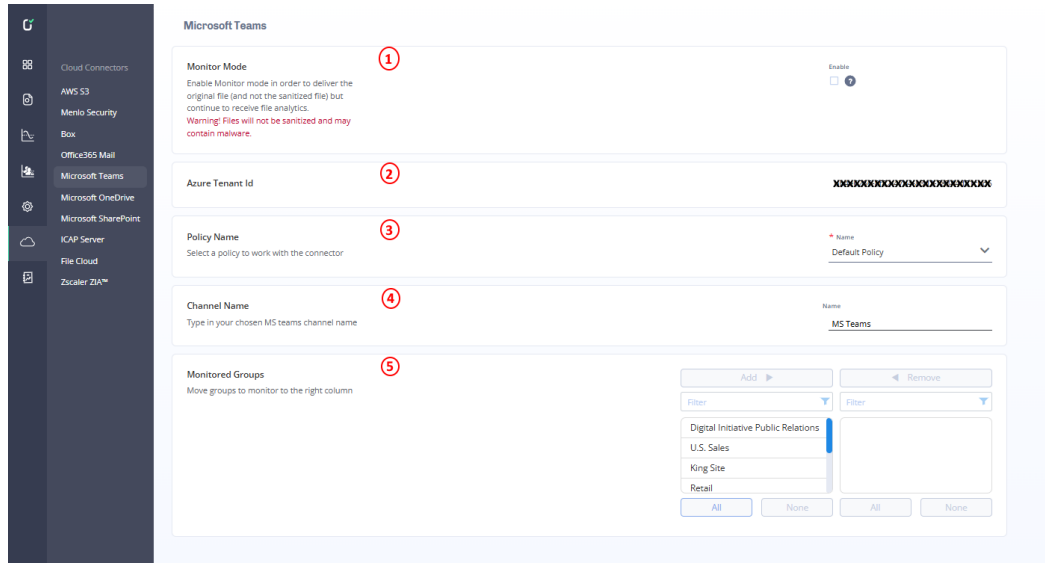 Microsoft Teams
Cloud Connectors
AWS S3
Menlo Security
Box
Office365 Mail
Microsoft Teams
Microsoft OneDrive
Microsoft SharePoint
ICAP Server
File Cloud
Zscaler ZIA™
1
Monitor Mode
Enable Monitor mode in order to deliver the
original file (and not the sanitized file) but
continue to receive file analytics.
Warning! Files will not be sanitized and may
contain malware.
Enable
?
2
Azure Tenant Id
XXXXXXXXXXXXXXXXXXXXXXX
3
Policy Name
Select a policy to work with the connector
* Name
Default Policy
4
Channel Name
Type in your chosen MS teams channel name
Name
MS Teams
5
Monitored Groups
Move groups to monitor to the right column
Add
Remove
Filter
Filter
Digital Initiative Public Relations
U.S. Sales
King Site
Retail
All
None
All
None